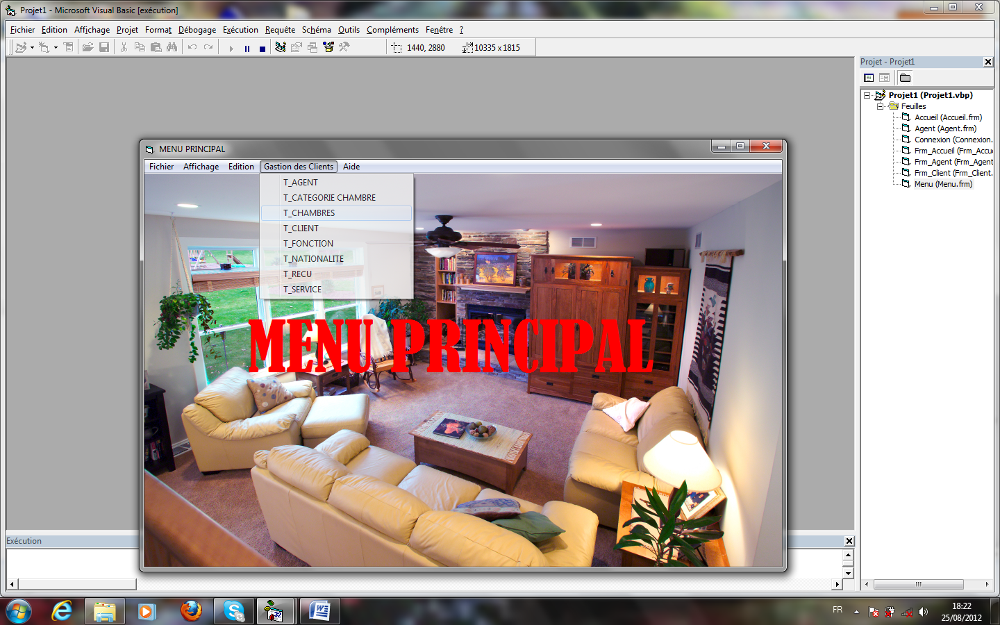 Projet1 - Microsoft Visual Basic [exécution]
Fichier Edition Affichage Projet Format Débogage Exécution Requête Schéma Outils Compléments Fenêtre ?
1440, 2880 10335 x 1815
Projet - Projet1
Projet1 (Projet1.vbp)
Feuilles
Accueil (Accueil.frm)
Agent (Agent.frm)
Connexion (Connexion.
Frm_Accueil (Frm_Accu
Frm_Agent (Frm_Agent
Frm_Client (Frm_Client.
Menu (Menu.frm)
MENU PRINCIPAL
Fichier Affichage Edition Gastion des Clients Aide
T_AGENT
T_CATEGORIE CHAMBRE
T_CHAMBRES
T_CLIENT
T_FONCTION
T_NATIONALITE
T_RECU
T_SERVICE
MENU PRINCIPAL
Exécution
32
FR
18:22
25/08/2012